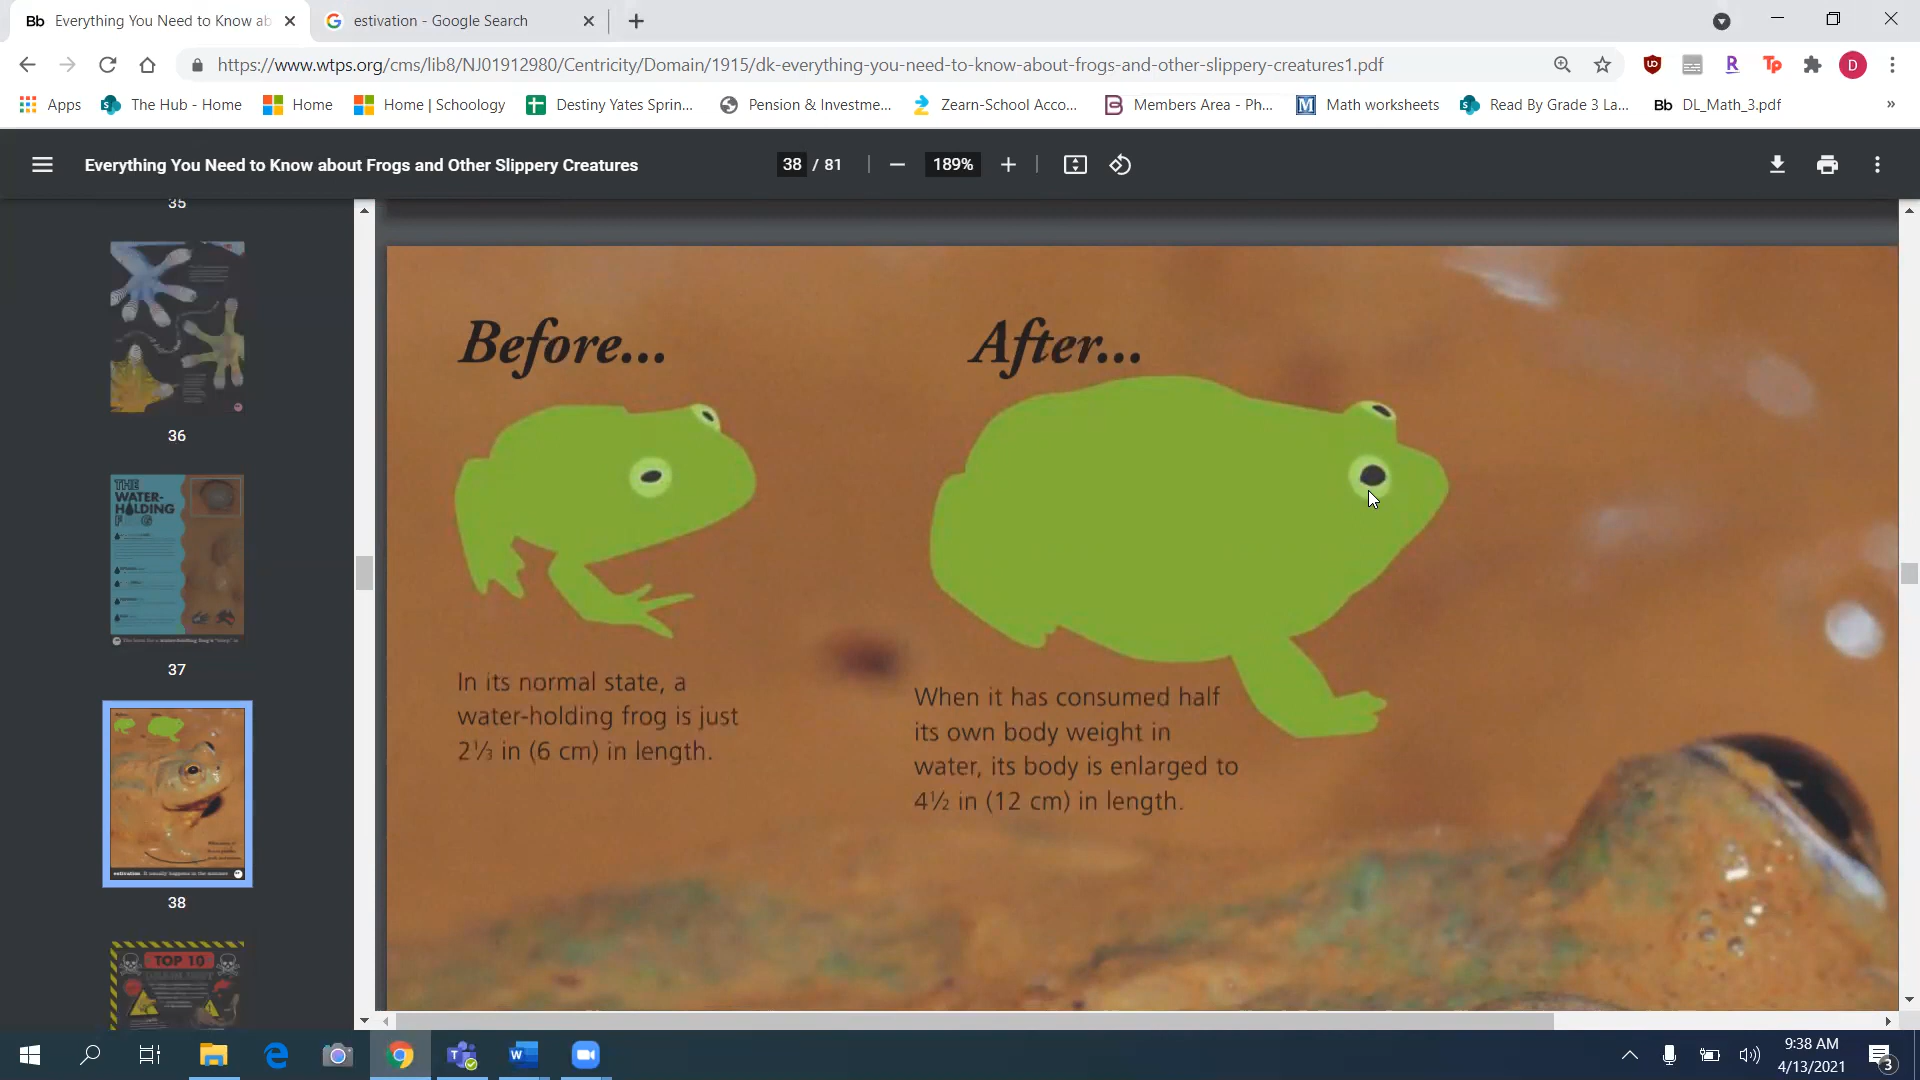 Everything You Need to Know ab
estivation - Google Search
https://www.wtps.org/cms/lib8/NJ01912980/Centricity/Domain/1915/dk-everything-you-need-to-know-about-frogs-and-other-slippery-creatures1.pdf
Apps
The Hub - Home
Home
Home | Schoology
Destiny Yates Sprin...
Pension & Investme...
Zearn-School Acco...
Members Area - Ph...
Math worksheets
Read By Grade 3 La...
Bb DL_Math_3.pdf
»
Everything You Need to Know about Frogs and Other Slippery Creatures
38 / 81
189%
35
36
THE
WATER-
HOLDING
FROG
37
38
TOP 10
Before...
In its normal state, a
water-holding frog is just
2⅓ in (6 cm) in length.
After...
When it has consumed half
its own body weight in
water, its body is enlarged to
4½ in (12 cm) in length.
9:38 AM
4/13/2021
3